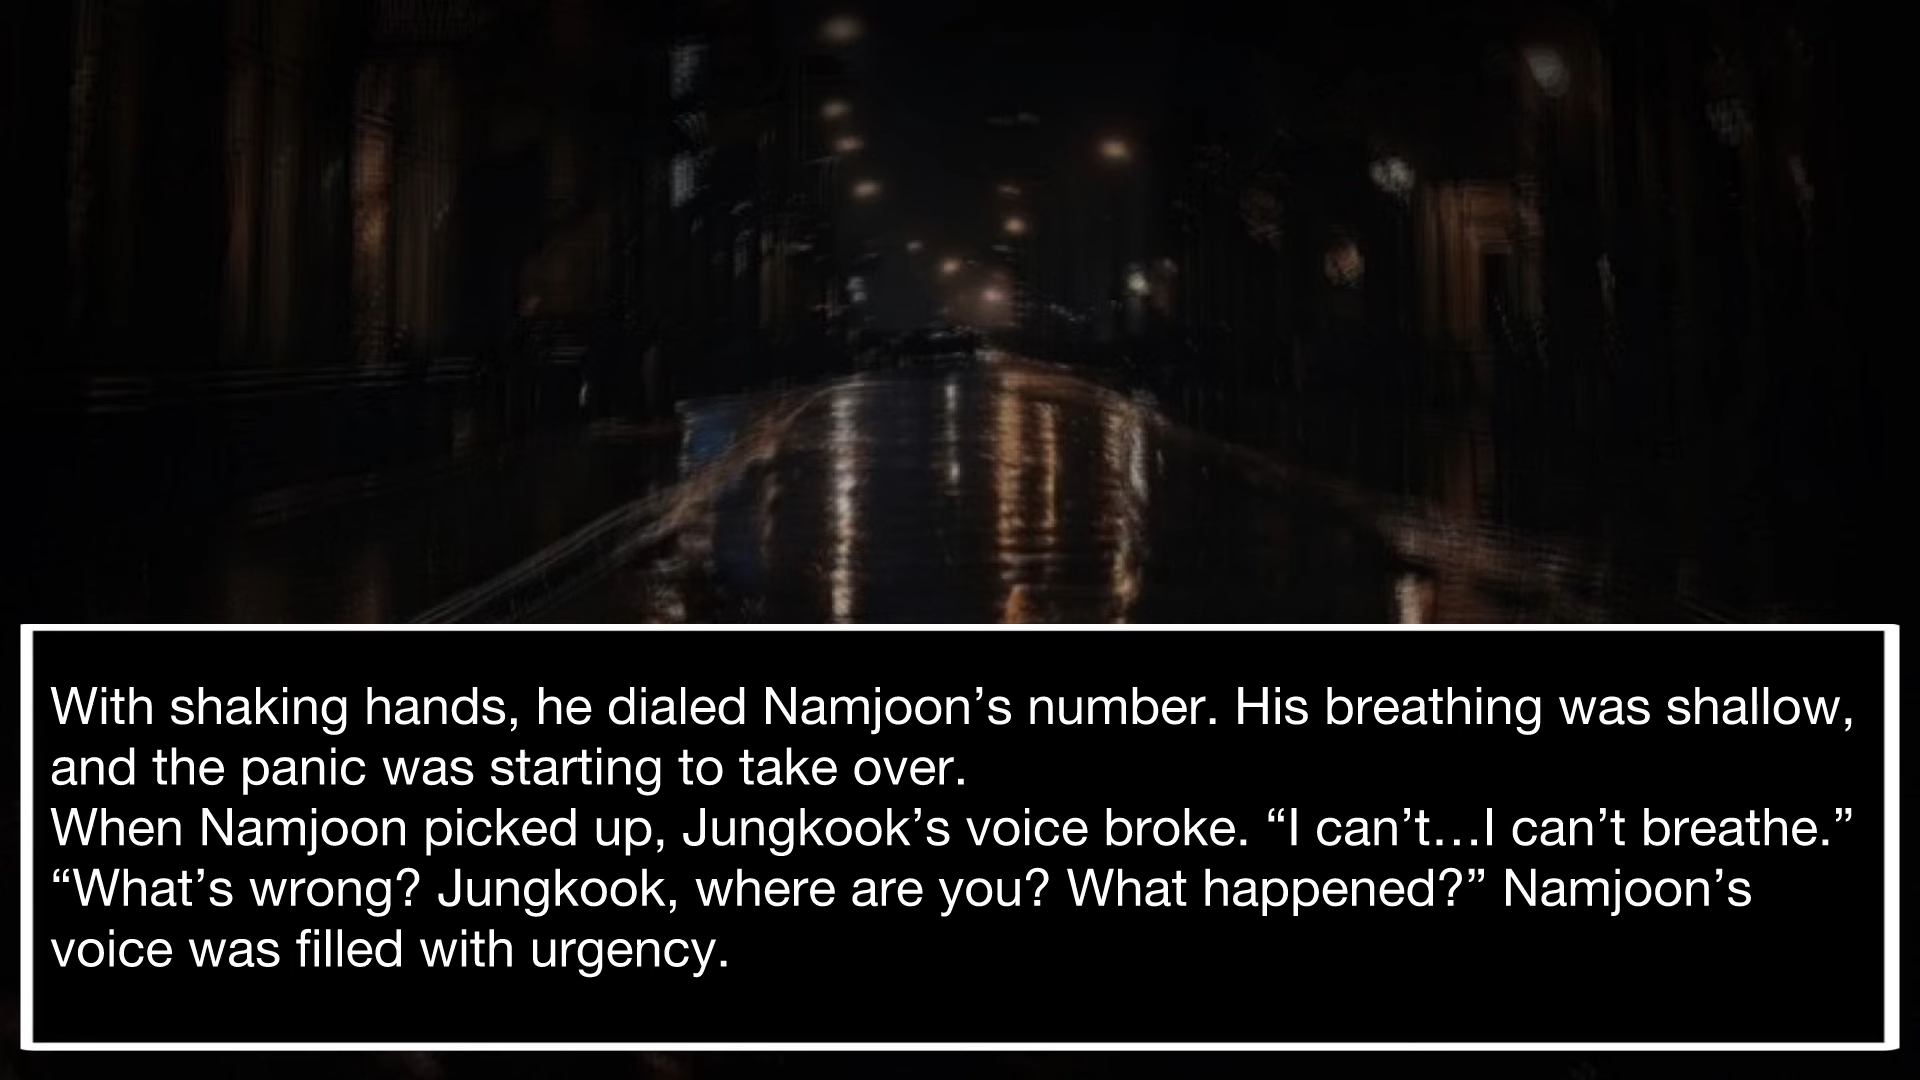 With shaking hands, he dialed Namjoon’s number. His breathing was shallow,
and the panic was starting to take over.
When Namjoon picked up, Jungkook’s voice broke. “I can’t…I can’t breathe.”
“What’s wrong? Jungkook, where are you? What happened?” Namjoon’s
voice was filled with urgency.